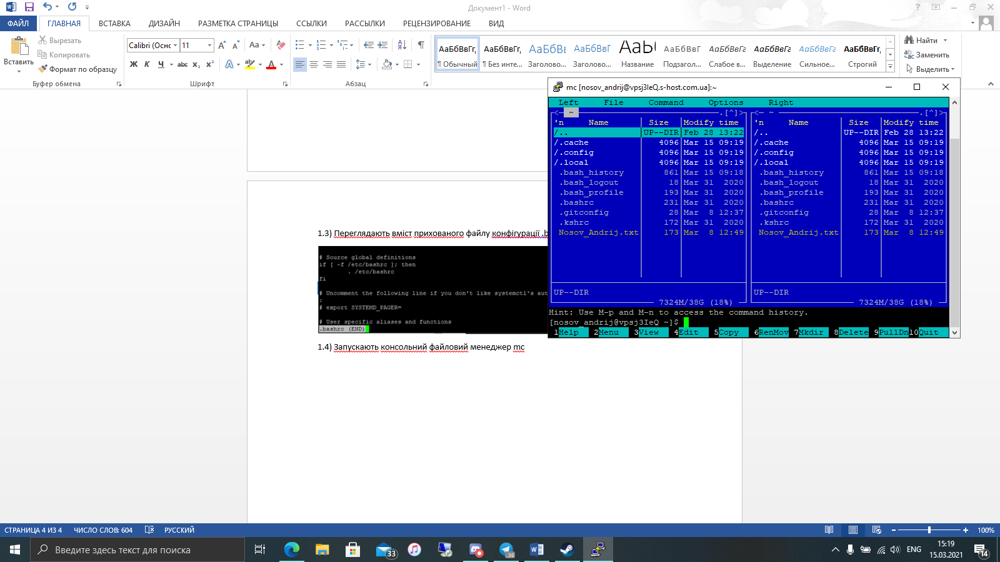 Документ1 - Word
ФАЙЛ ГЛАВНАЯ ВСТАВКА ДИЗАЙН РАЗМЕТКА СТРАНИЦЫ ССЫЛКИ РАССЫЛКИ РЕЦЕНЗИРОВАНИЕ ВИД
Вставить
Вырезать
Копировать
Формат по образцу
Буфер обмена
Calibri (Оснс 11
Aa
Ж К Ч abc x₂ x²
Шрифт
Абзац
АаБбВвГг, АаБбВвГг, АаБбВе АаБбВвГ АаЫ АаБбВвГ АаБбВвГг АаБбВвГг АаБбВвГг АаБбВвГг,
¶ Обычный ¶ Без инте... Заголово... Заголово... Название Подзагол... Слабое в... Выделение Сильное... Строгий
Найти
Заменить
Выделить
1.3) Переглядають вміст прихованого файлу конфігурації .b
# Source global definitions
if [ -f /etc/bashrc ]; then
. /etc/bashrc
fi
# Uncomment the following line if you don't like systemctl's aut
:
# export SYSTEMD_PAGER=
# User specific aliases and functions
.bashrc (END)
1.4) Запускають консольний файловий менеджер mc
mc [nosov_andrij@vpsj3IeQ.s-host.com.ua]:~
Left File Command Options Right
<─ ~ .[^]> <─ ~ .[^]>
'n Name Size Modify time 'n Name Size Modify time
/.. UP--DIR Feb 28 13:22 /.. UP--DIR Feb 28 13:22
/.cache 4096 Mar 15 09:19 /.cache 4096 Mar 15 09:19
/.config 4096 Mar 15 09:19 /.config 4096 Mar 15 09:19
/.local 4096 Mar 15 09:19 /.local 4096 Mar 15 09:19
.bash_history 861 Mar 15 09:18 .bash_history 861 Mar 15 09:18
.bash_logout 18 Mar 31 2020 .bash_logout 18 Mar 31 2020
.bash_profile 193 Mar 31 2020 .bash_profile 193 Mar 31 2020
.bashrc 231 Mar 31 2020 .bashrc 231 Mar 31 2020
.gitconfig 28 Mar 8 12:37 .gitconfig 28 Mar 8 12:37
.kshrc 172 Mar 31 2020 .kshrc 172 Mar 31 2020
Nosov_Andrij.txt 173 Mar 8 12:49 Nosov_Andrij.txt 173 Mar 8 12:49
UP--DIR UP--DIR
7324M/38G (18%) 7324M/38G (18%)
Hint: Use M-p and M-n to access the command history.
[nosov_andrij@vpsj3IeQ ~]$
1Help 2Menu 3View 4Edit 5Copy 6RenMov 7Mkdir 8Delete 9PullDn10Quit
СТРАНИЦА 4 ИЗ 4 ЧИСЛО СЛОВ: 604 РУССКИЙ 100%
Введите здесь текст для поиска
33
36
ENG
15:19
15.03.2021
14